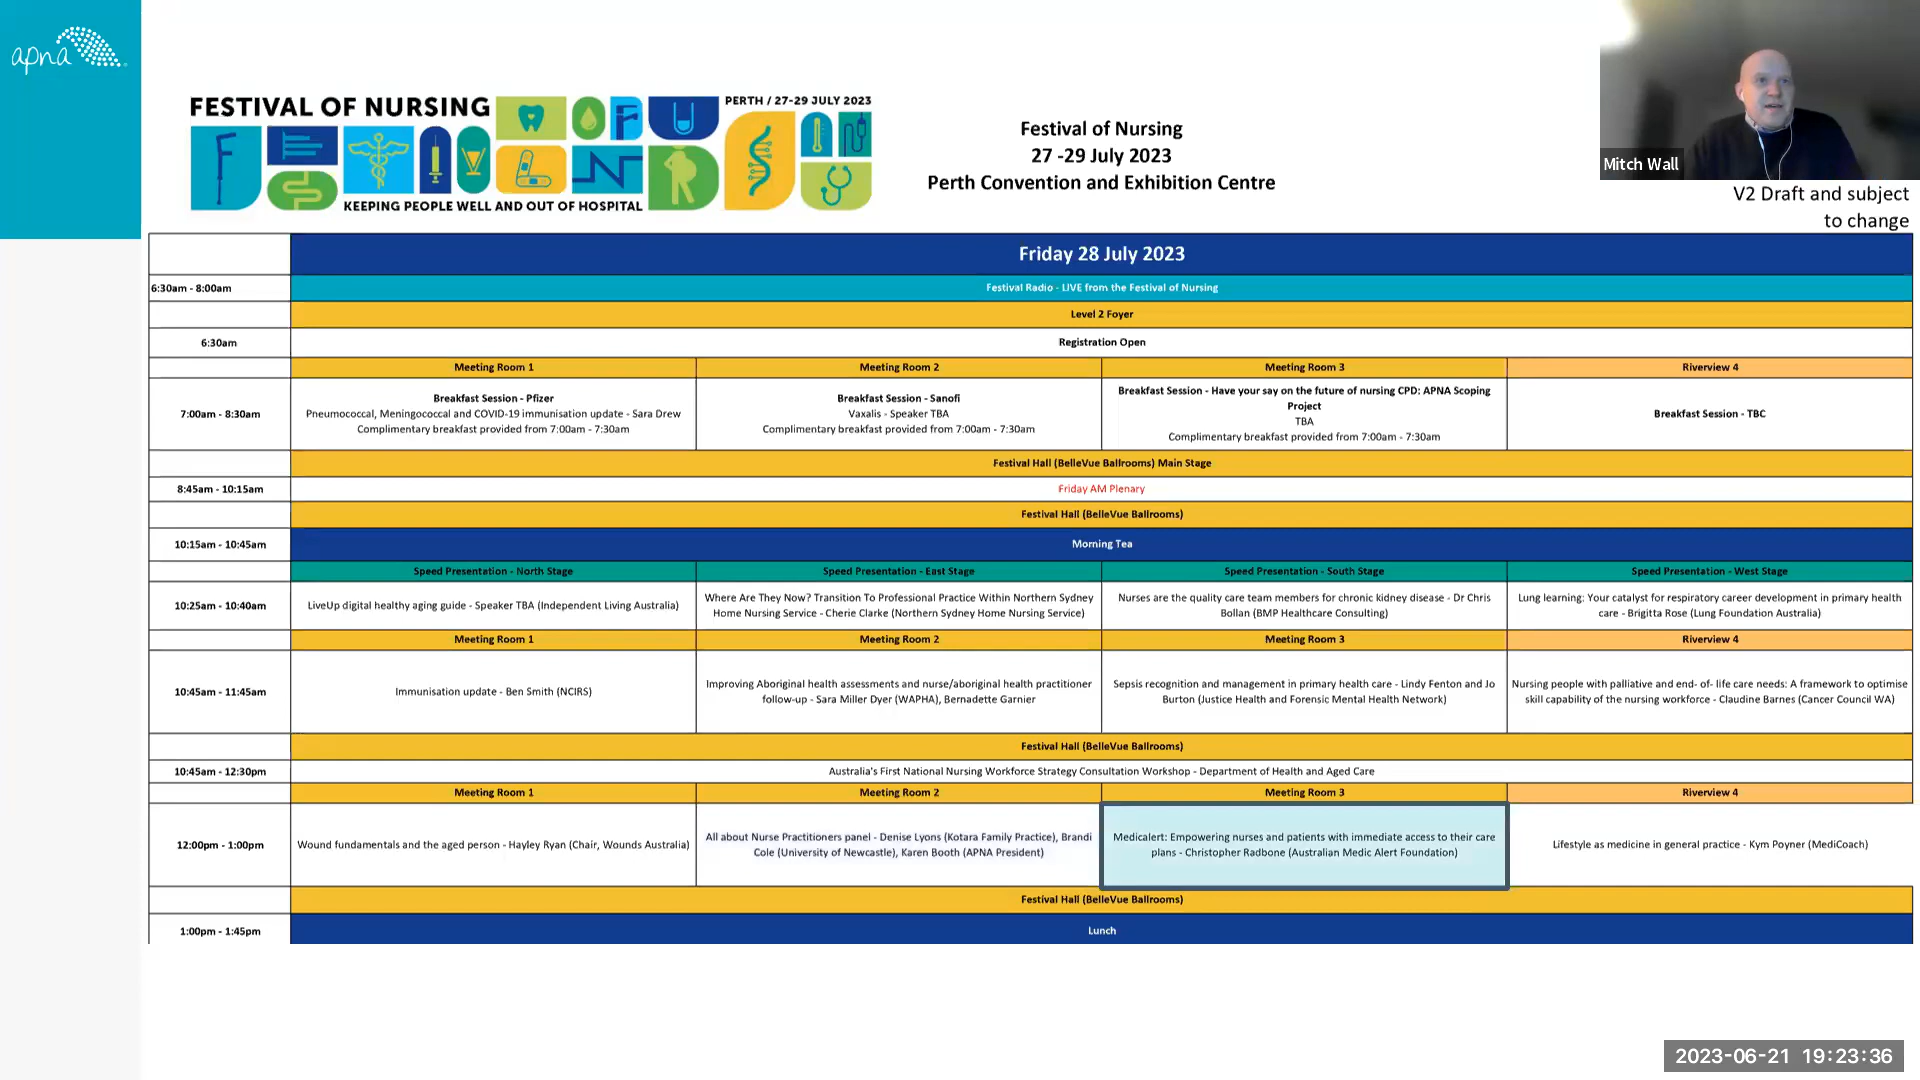 apna
FESTIVAL OF NURSING
PERTH / 27-29 JULY 2023
KEEPING PEOPLE WELL AND OUT OF HOSPITAL
Festival of Nursing
27 -29 July 2023
Perth Convention and Exhibition Centre
Mitch Wall
V2 Draft and subject
to change
Friday 28 July 2023
6:30am - 8:00am
Festival Radio - LIVE from the Festival of Nursing
Level 2 Foyer
6:30am
Registration Open
Meeting Room 1
Meeting Room 2
Meeting Room 3
Riverview 4
7:00am - 8:30am
Breakfast Session - Pfizer
Pneumococcal, Meningococcal and COVID-19 immunisation update - Sara Drew
Complimentary breakfast provided from 7:00am - 7:30am
Breakfast Session - Sanofi
Vaxalis - Speaker TBA
Complimentary breakfast provided from 7:00am - 7:30am
Breakfast Session - Have your say on the future of nursing CPD: APNA Scoping
Project
TBA
Complimentary breakfast provided from 7:00am - 7:30am
Breakfast Session - TBC
Festival Hall (BelleVue Ballrooms) Main Stage
8:45am - 10:15am
Friday AM Plenary
Festival Hall (BelleVue Ballrooms)
10:15am - 10:45am
Morning Tea
Speed Presentation - North Stage
Speed Presentation - East Stage
Speed Presentation - South Stage
Speed Presentation - West Stage
10:25am - 10:40am
LiveUp digital healthy aging guide - Speaker TBA (Independent Living Australia)
Where Are They Now? Transition To Professional Practice Within Northern Sydney
Home Nursing Service - Cherie Clarke (Northern Sydney Home Nursing Service)
Nurses are the quality care team members for chronic kidney disease - Dr Chris
Bollan (BMP Healthcare Consulting)
Lung learning: Your catalyst for respiratory career development in primary health
care - Brigitta Rose (Lung Foundation Australia)
Meeting Room 1
Meeting Room 2
Meeting Room 3
Riverview 4
10:45am - 11:45am
Immunisation update - Ben Smith (NCIRS)
Improving Aboriginal health assessments and nurse/aboriginal health practitioner
follow-up - Sara Miller Dyer (WAPHA), Bernadette Garnier
Sepsis recognition and management in primary health care - Lindy Fenton and Jo
Burton (Justice Health and Forensic Mental Health Network)
Nursing people with palliative and end- of- life care needs: A framework to optimise
skill capability of the nursing workforce - Claudine Barnes (Cancer Council WA)
Festival Hall (BelleVue Ballrooms)
10:45am - 12:30pm
Australia's First National Nursing Workforce Strategy Consultation Workshop - Department of Health and Aged Care
Meeting Room 1
Meeting Room 2
Meeting Room 3
Riverview 4
12:00pm - 1:00pm
Wound fundamentals and the aged person - Hayley Ryan (Chair, Wounds Australia)
All about Nurse Practitioners panel - Denise Lyons (Kotara Family Practice), Brandi
Cole (University of Newcastle), Karen Booth (APNA President)
Medicalert: Empowering nurses and patients with immediate access to their care
plans - Christopher Radbone (Australian Medic Alert Foundation)
Lifestyle as medicine in general practice - Kym Poyner (MediCoach)
Festival Hall (BelleVue Ballrooms)
1:00pm - 1:45pm
Lunch
2023-06-21 19:23:36